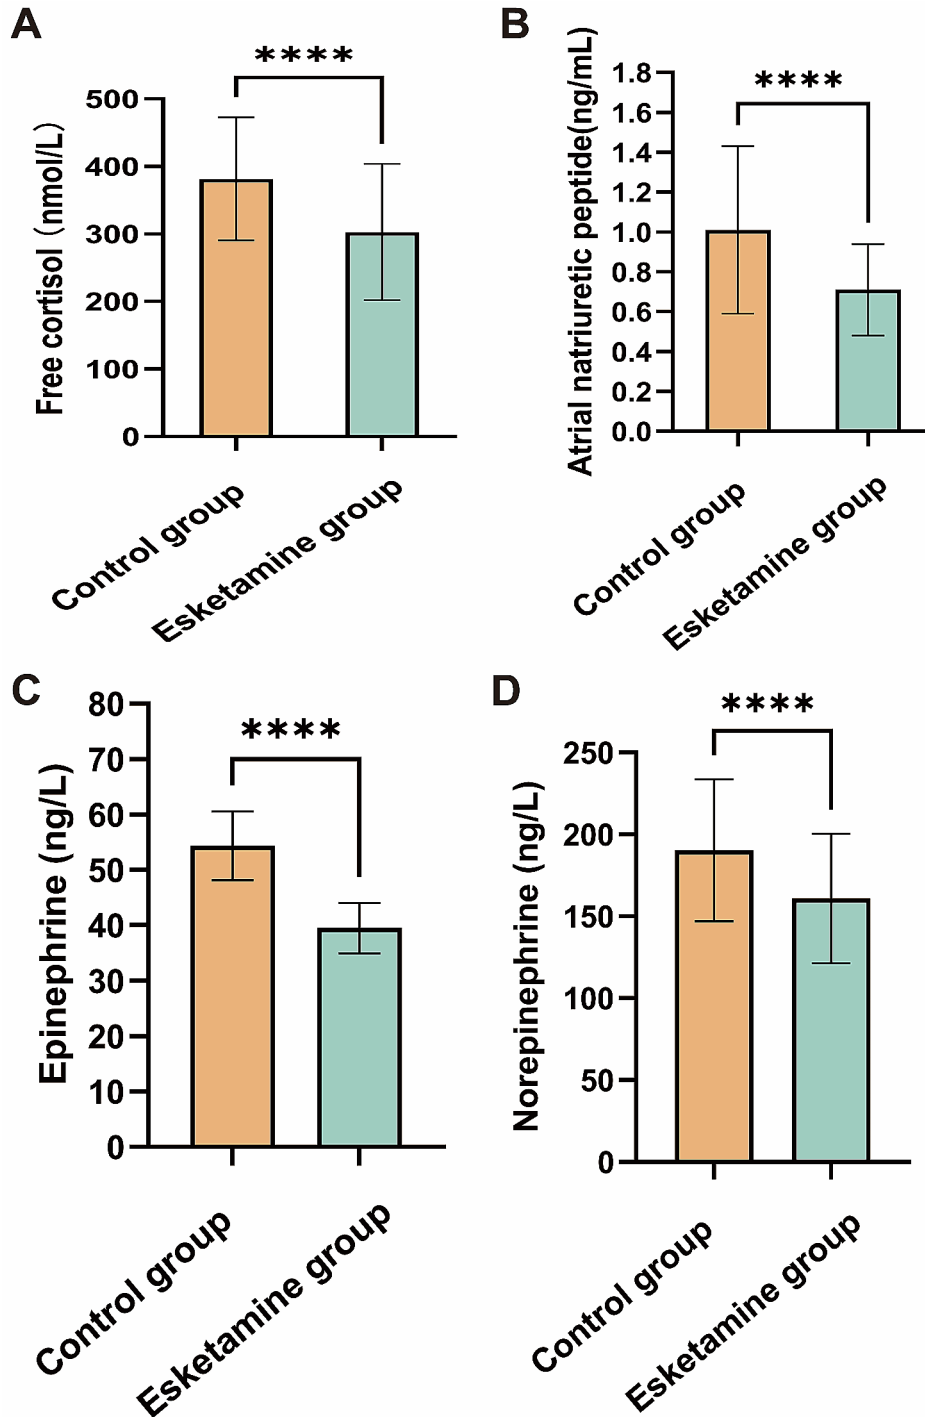 A
****
Free cortisol (nmol/L)
500
400
300
200
100
0
Control group
Esketamine group
B
****
Atrial natriuretic peptide(ng/mL)
1.8
1.6
1.4
1.2
1.0
0.8
0.6
0.4
0.2
0.0
Control group
Esketamine group
C
****
Epinephrine (ng/L)
80
70
60
50
40
30
20
10
0
Control group
Esketamine group
D
****
Norepinephrine (ng/L)
250
200
150
100
50
0
Control group
Esketamine group